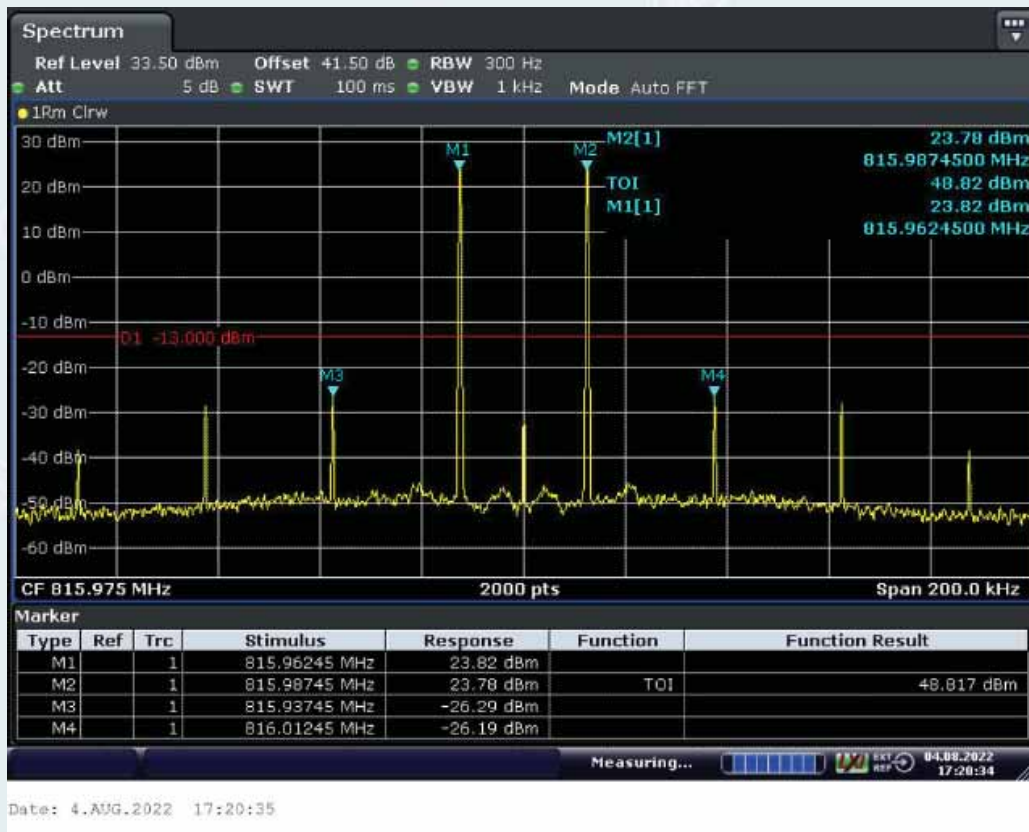 Spectrum
Ref Level 33.50 dBm Offset 41.50 dB RBW 300 Hz
Att 5 dB SWT 100 ms VBW 1 kHz Mode Auto FFT
1Rm Clrw
30 dBm
M1
M2
M2[1] 23.78 dBm
815.9874500 MHz
20 dBm
TOI 48.82 dBm
M1[1] 23.82 dBm
10 dBm
815.9624500 MHz
0 dBm
-10 dBm
D1 -13.000 dBm
-20 dBm
M3
M4
-30 dBm
-40 dBm
-50 dBm
-60 dBm
CF 815.975 MHz 2000 pts Span 200.0 kHz
Marker
Type Ref Trc Stimulus Response Function Function Result
M1 1 815.96245 MHz 23.82 dBm
M2 1 815.98745 MHz 23.78 dBm TOI 48.817 dBm
M3 1 815.93745 MHz -26.29 dBm
M4 1 816.01245 MHz -26.19 dBm
Measuring... LXI EXT REF 04.08.2022
17:20:34
Date: 4.AUG.2022 17:20:35